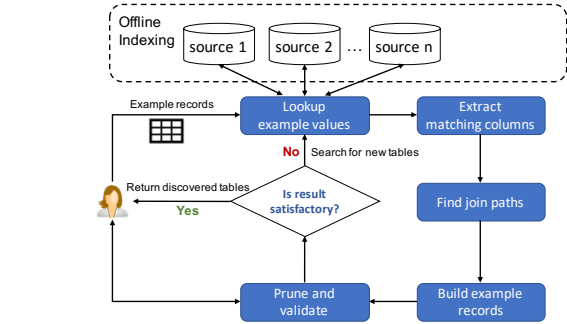 Offline
Indexing
source 1
source 2
...
source n
Example records
Lookup
example values
Extract
matching columns
No
Search for new tables
Return discovered tables
Yes
Is result
satisfactory?
Find join paths
Prune and
validate
Build example
records